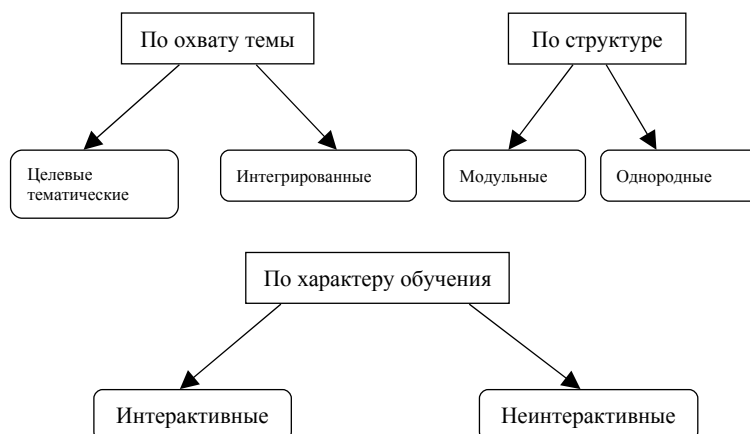 По охвату темы
По структуре
Целевые
тематические
Интегрированные
Модульные
Однородные
По характеру обучения
Интерактивные
Неинтерактивные